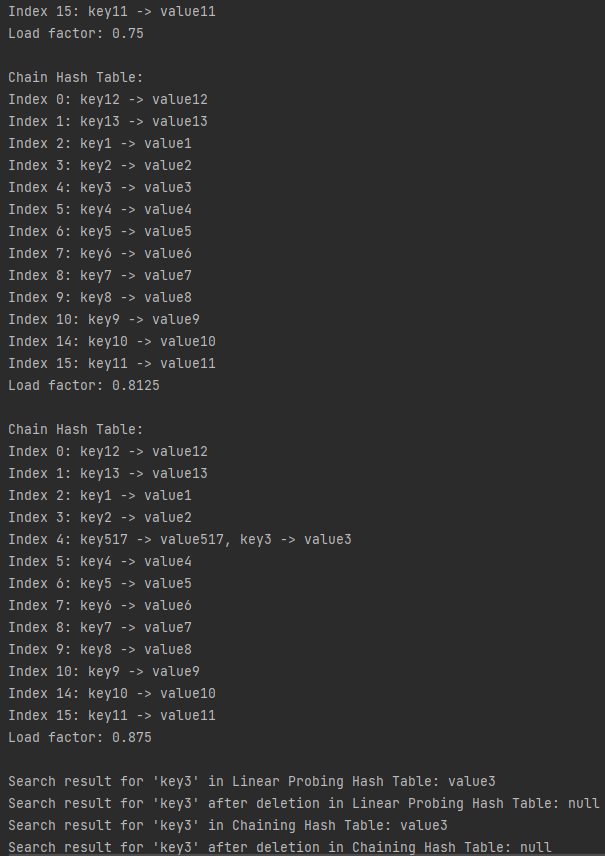 Index 15: key11 -> value11
Load factor: 0.75
Chain Hash Table:
Index 0: key12 -> value12
Index 1: key13 -> value13
Index 2: key1 -> value1
Index 3: key2 -> value2
Index 4: key3 -> value3
Index 5: key4 -> value4
Index 6: key5 -> value5
Index 7: key6 -> value6
Index 8: key7 -> value7
Index 9: key8 -> value8
Index 10: key9 -> value9
Index 14: key10 -> value10
Index 15: key11 -> value11
Load factor: 0.8125
Chain Hash Table:
Index 0: key12 -> value12
Index 1: key13 -> value13
Index 2: key1 -> value1
Index 3: key2 -> value2
Index 4: key517 -> value517, key3 -> value3
Index 5: key4 -> value4
Index 6: key5 -> value5
Index 7: key6 -> value6
Index 8: key7 -> value7
Index 9: key8 -> value8
Index 10: key9 -> value9
Index 14: key10 -> value10
Index 15: key11 -> value11
Load factor: 0.875
Search result for 'key3' in Linear Probing Hash Table: value3
Search result for 'key3' after deletion in Linear Probing Hash Table: null
Search result for 'key3' in Chaining Hash Table: value3
Search result for 'key3' after deletion in Chaining Hash Table: null